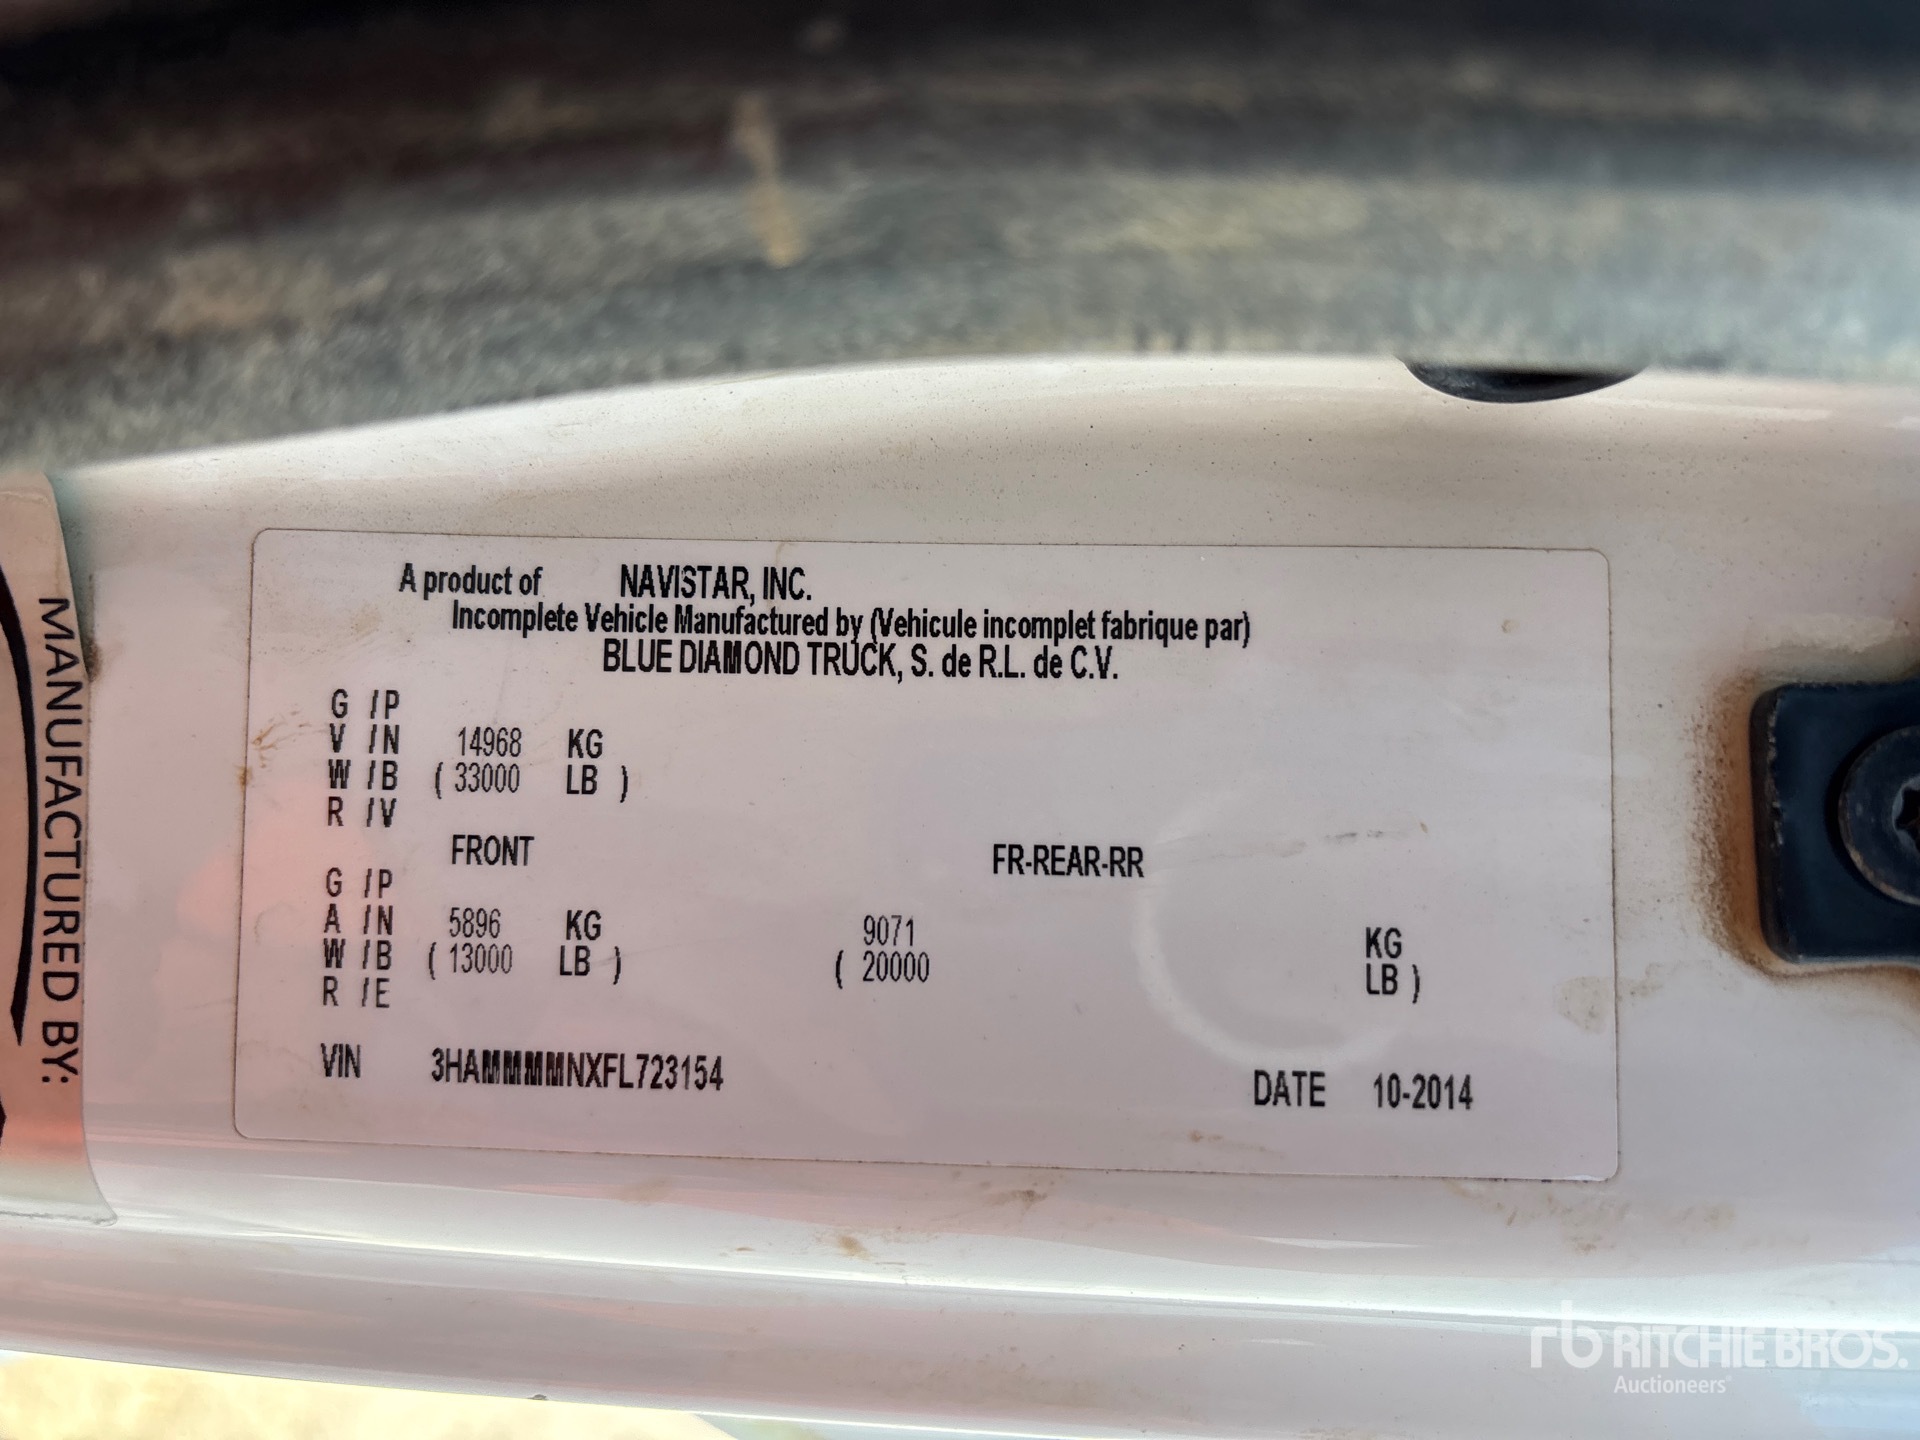 A product of NAVISTAR, INC.
Incomplete Vehicle Manufactured by (Vehicule incomplet fabrique par)
BLUE DIAMOND TRUCK, S. de R.L. de C.V.
G /P
V /N 14968 KG
W /B ( 33000 LB )
R /V
FRONT FR-REAR-RR
G /P
A /N 5896 KG 9071 KG
W /B ( 13000 LB ) ( 20000 LB )
R /E
VIN 3HAMMMMNXFL723154
DATE 10-2014
MANUFACTURED BY:
rb RITCHIE BROS.
Auctioneers